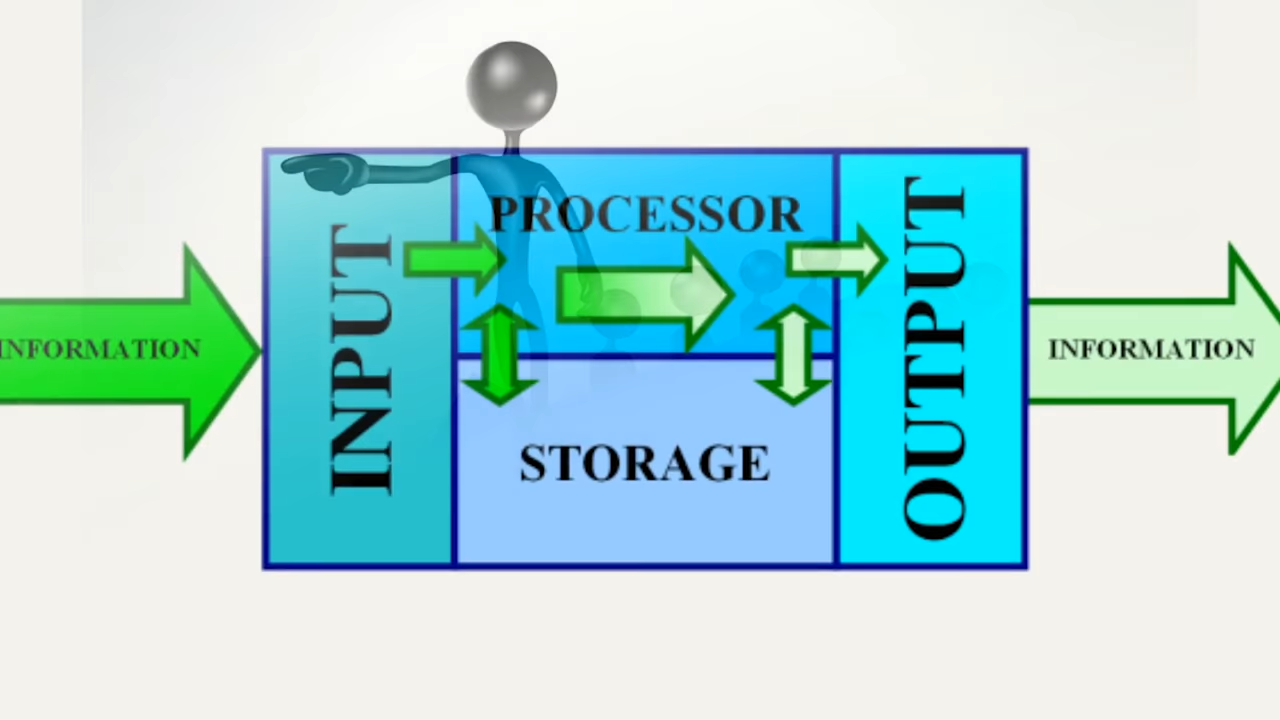 INFORMATION
INPUT
PROCESSOR
STORAGE
OUTPUT
INFORMATION